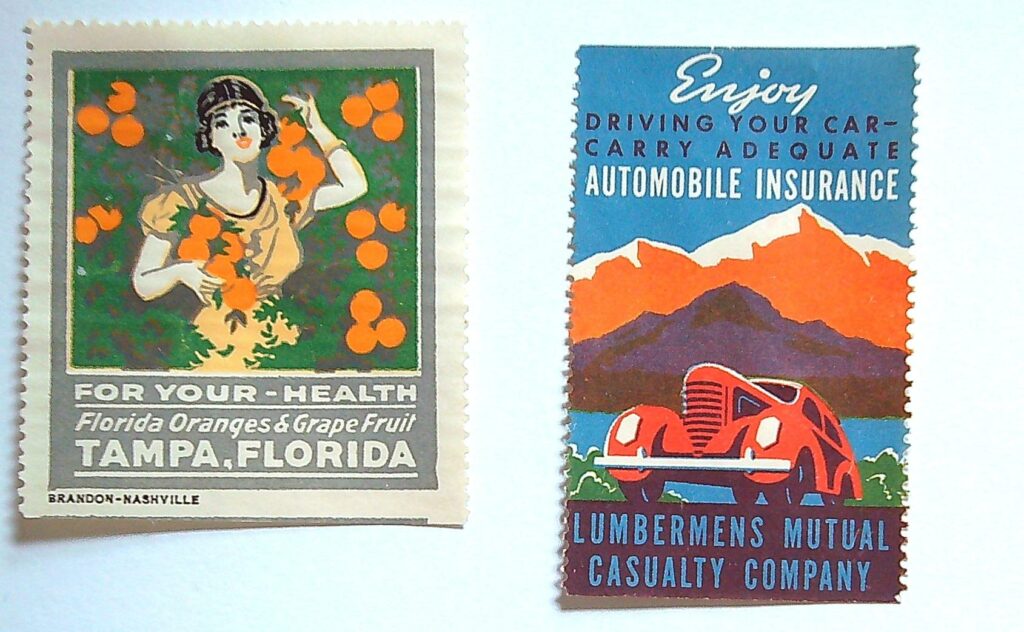 FOR YOUR-HEALTH
Florida Oranges & Grape Fruit
TAMPA, FLORIDA
BRANDON-NASHVILLE
Enjoy
DRIVING YOUR CAR-
CARRY ADEQUATE
AUTOMOBILE INSURANCE
LUMBERMENS MUTUAL
CASUALTY COMPANY